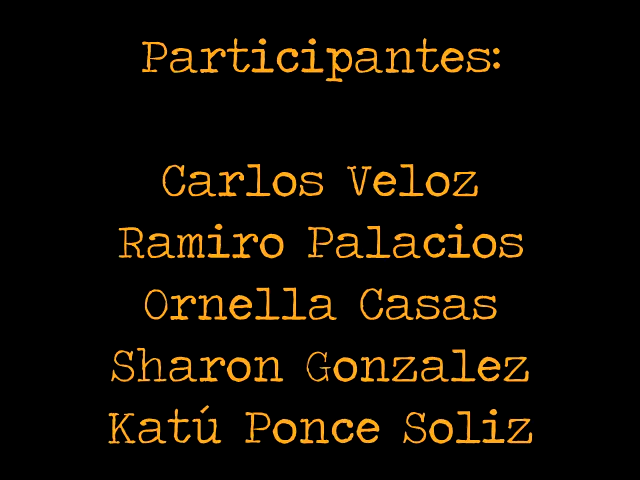 Participantes:
Carlos Veloz
Ramiro Palacios
Ornella Casas
Sharon Gonzalez
Katú Ponce Soliz